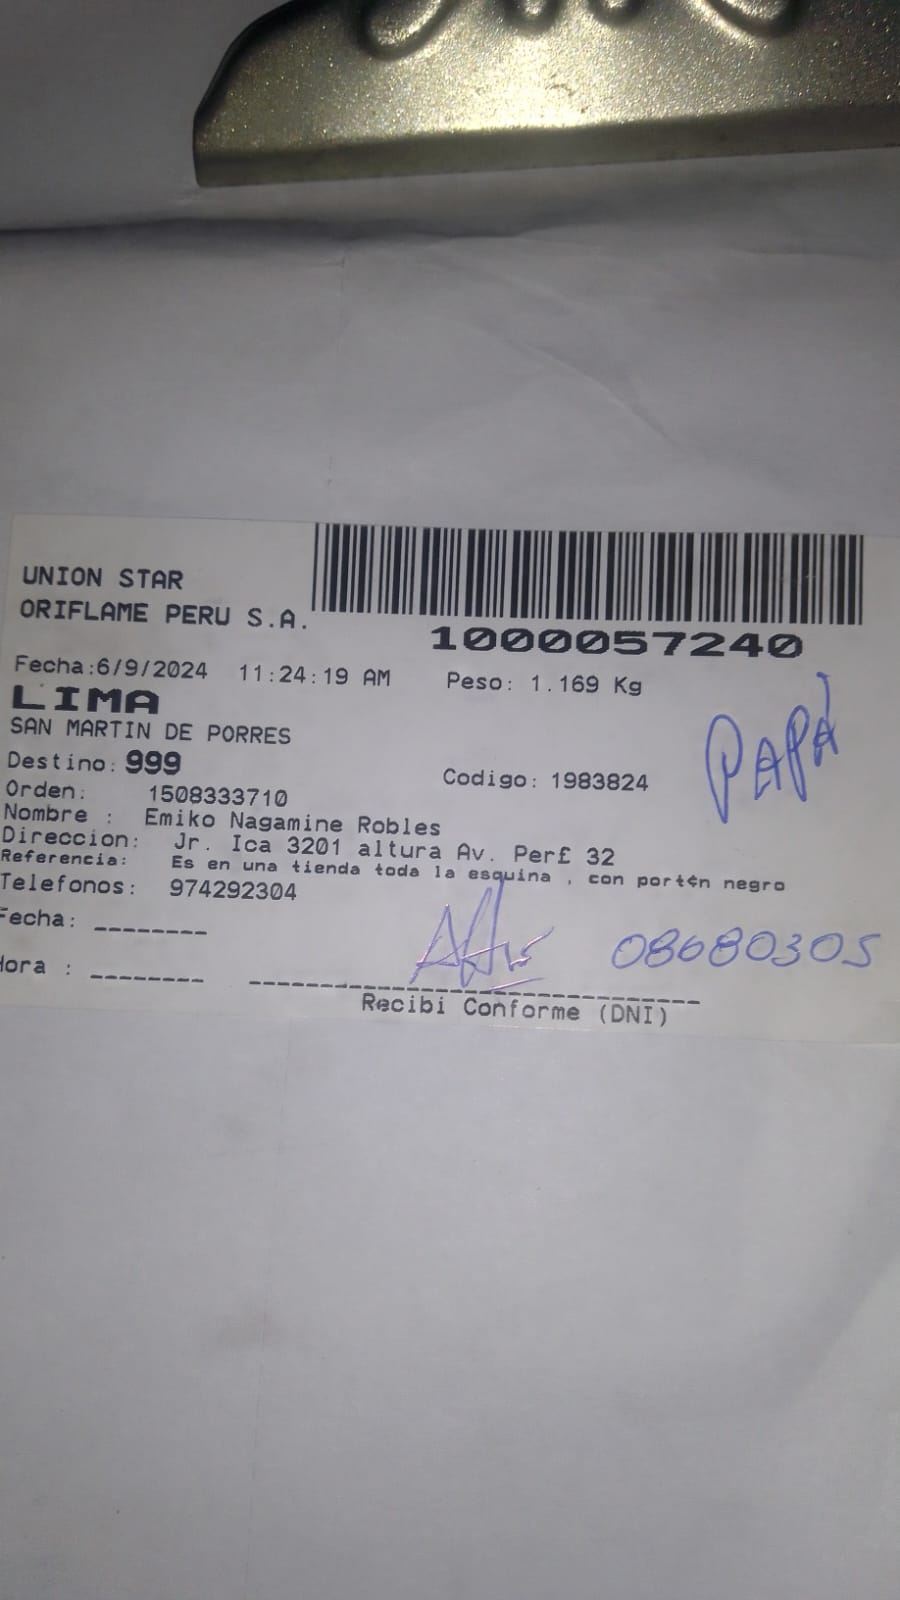 UNION STAR
ORIFLAME PERU S.A.
1000057240
Fecha:6/9/2024 11:24:19 AM Peso: 1.169 Kg
LIMA
SAN MARTIN DE PORRES
PAPÁ
Destino: 999
Codigo: 1983824
Orden: 1508333710
Nombre : Emiko Nagamine Robles
Direccion: Jr. Ica 3201 altura Av. Per£ 32
Referencia: Es en una tienda toda la esquina , con port¢n negro
Telefonos: 974292304
Fecha: --------
08680305
Hora : --------
Recibi Conforme (DNI)